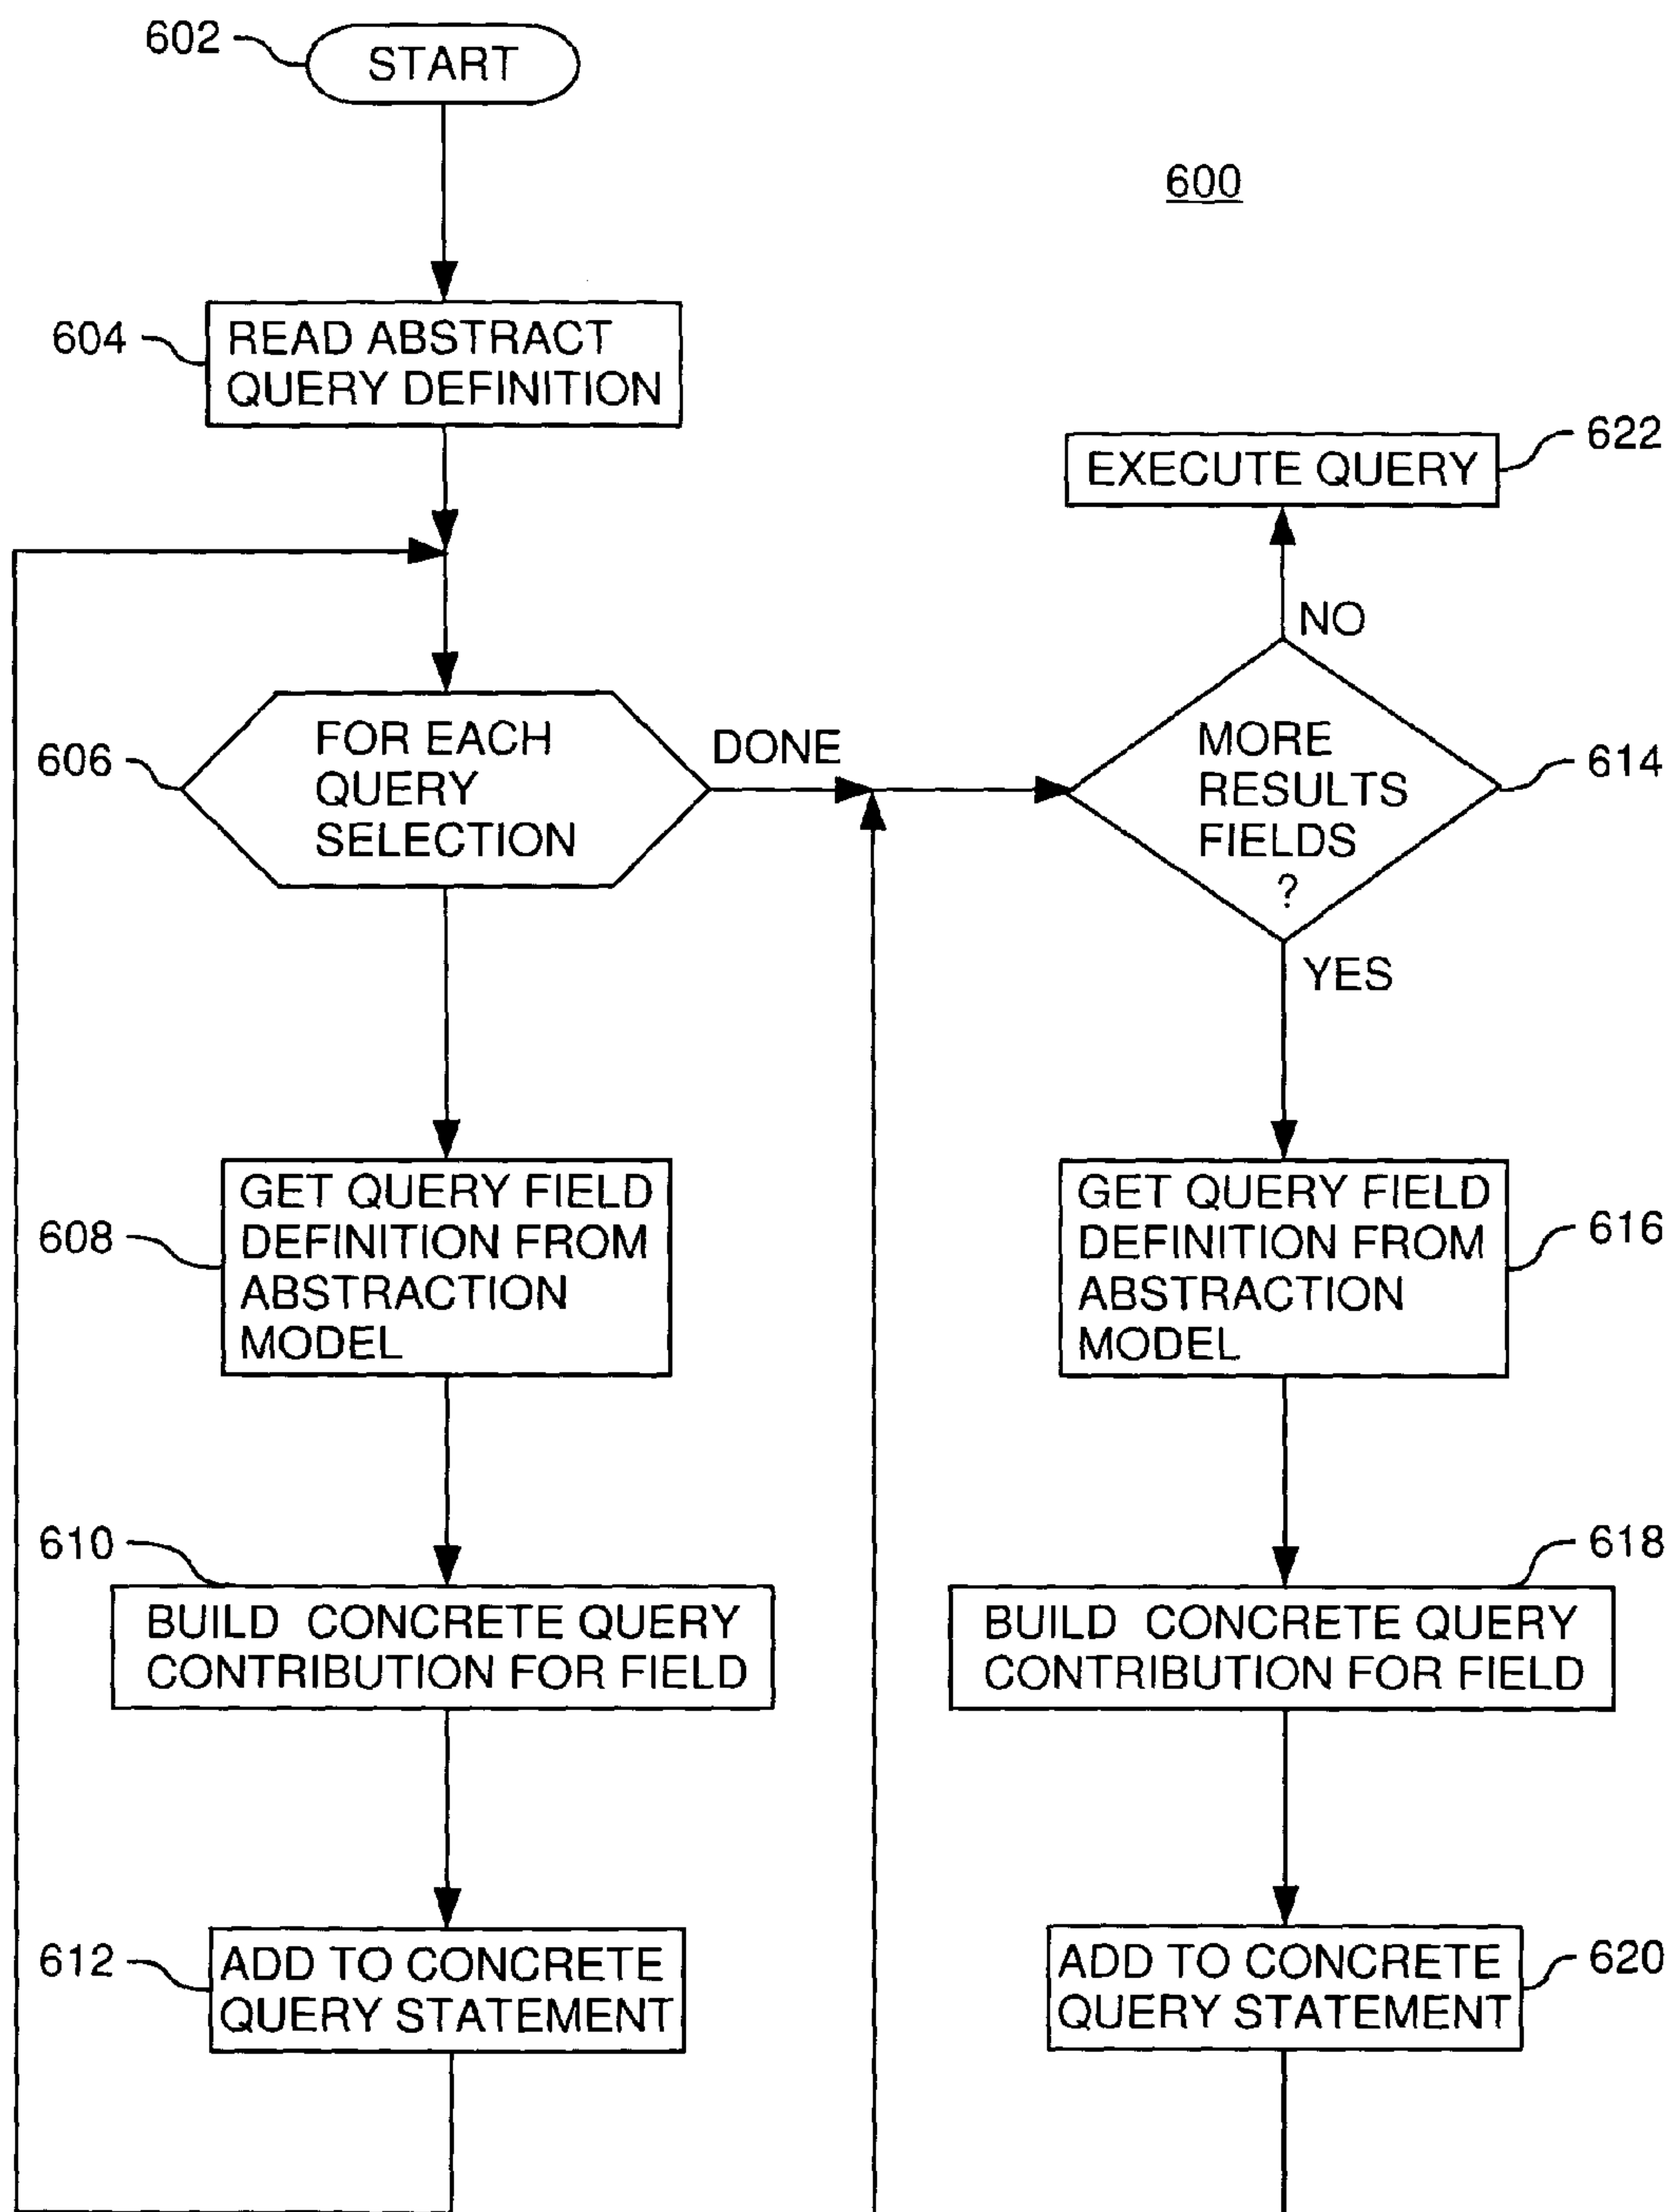 602
START
600
604
READ ABSTRACT
QUERY DEFINITION
622
EXECUTE QUERY
NO
606
FOR EACH
QUERY
SELECTION
DONE
MORE
RESULTS
FIELDS
?
614
YES
608
GET QUERY FIELD
DEFINITION FROM
ABSTRACTION
MODEL
GET QUERY FIELD
DEFINITION FROM
ABSTRACTION
MODEL
616
610
BUILD CONCRETE QUERY
CONTRIBUTION FOR FIELD
618
BUILD CONCRETE QUERY
CONTRIBUTION FOR FIELD
612
ADD TO CONCRETE
QUERY STATEMENT
ADD TO CONCRETE
QUERY STATEMENT
620